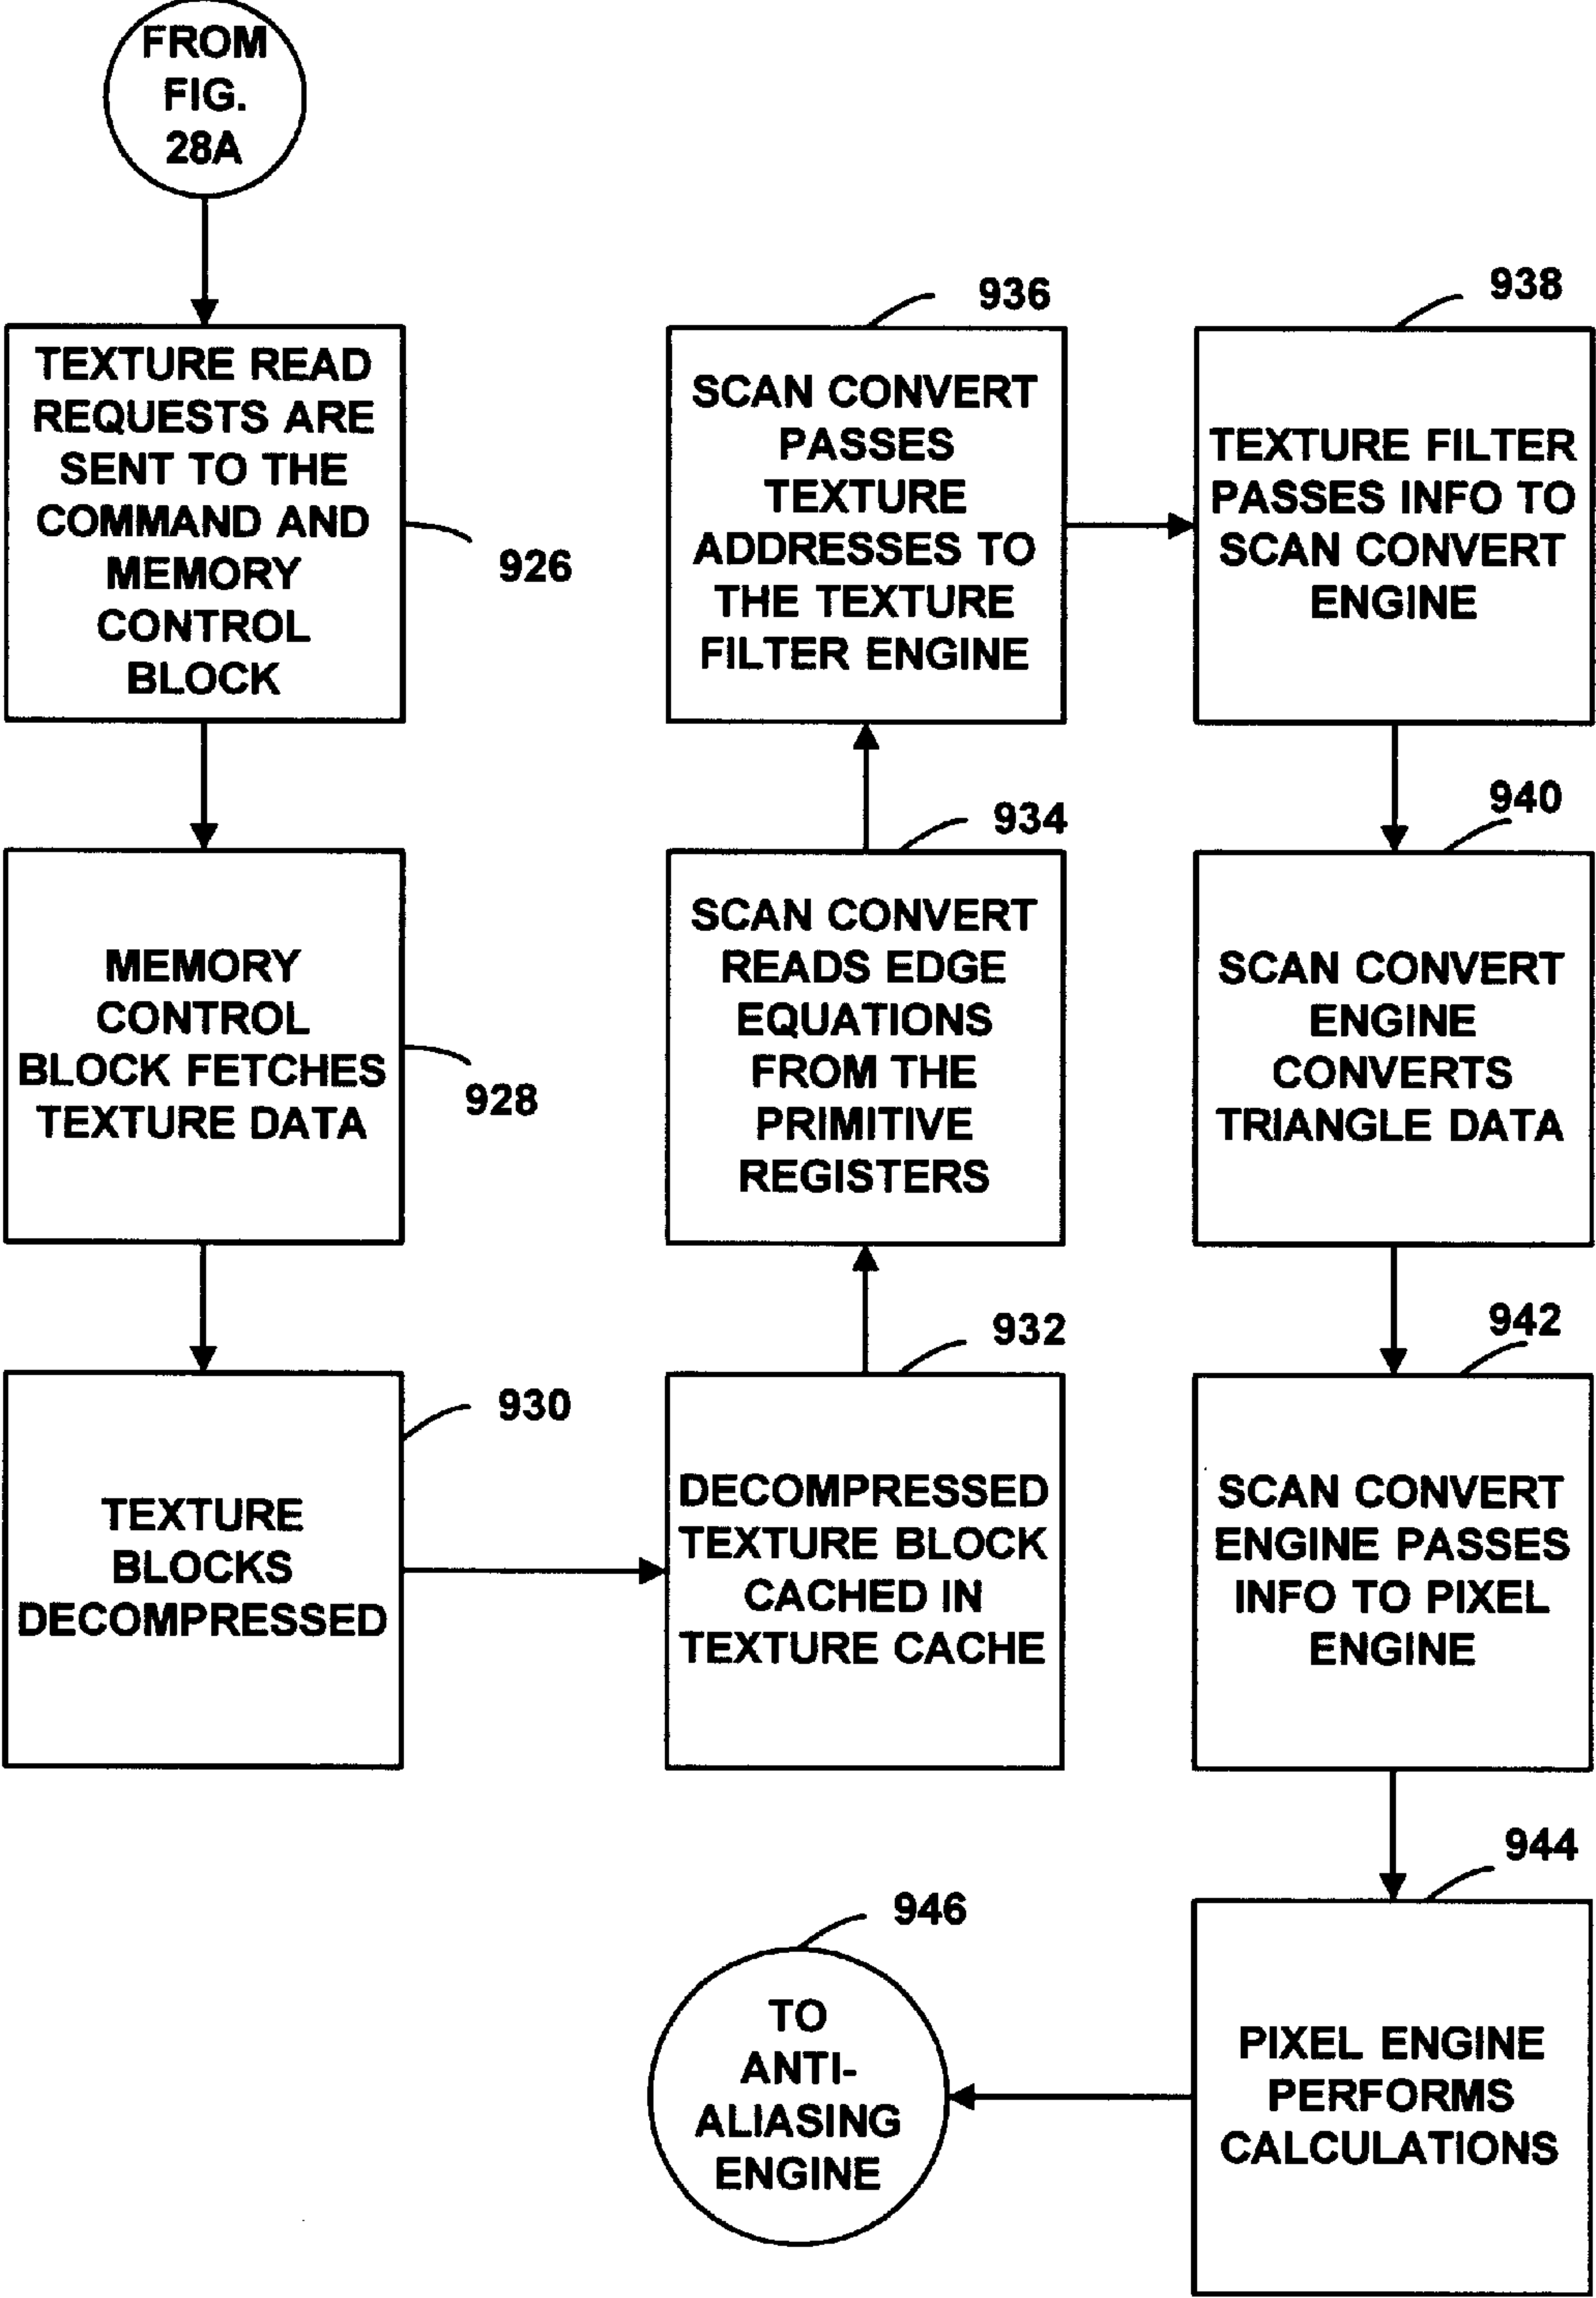 FROM
FIG.
28A
TEXTURE READ
REQUESTS ARE
SENT TO THE
COMMAND AND
MEMORY
CONTROL
BLOCK
926
MEMORY
CONTROL
BLOCK FETCHES
TEXTURE DATA
928
TEXTURE
BLOCKS
DECOMPRESSED
930
DECOMPRESSED
TEXTURE BLOCK
CACHED IN
TEXTURE CACHE
932
SCAN CONVERT
READS EDGE
EQUATIONS
FROM THE
PRIMITIVE
REGISTERS
934
SCAN CONVERT
PASSES
TEXTURE
ADDRESSES TO
THE TEXTURE
FILTER ENGINE
936
TEXTURE FILTER
PASSES INFO TO
SCAN CONVERT
ENGINE
938
SCAN CONVERT
ENGINE
CONVERTS
TRIANGLE DATA
940
SCAN CONVERT
ENGINE PASSES
INFO TO PIXEL
ENGINE
942
PIXEL ENGINE
PERFORMS
CALCULATIONS
944
TO
ANTI-
ALIASING
ENGINE
946